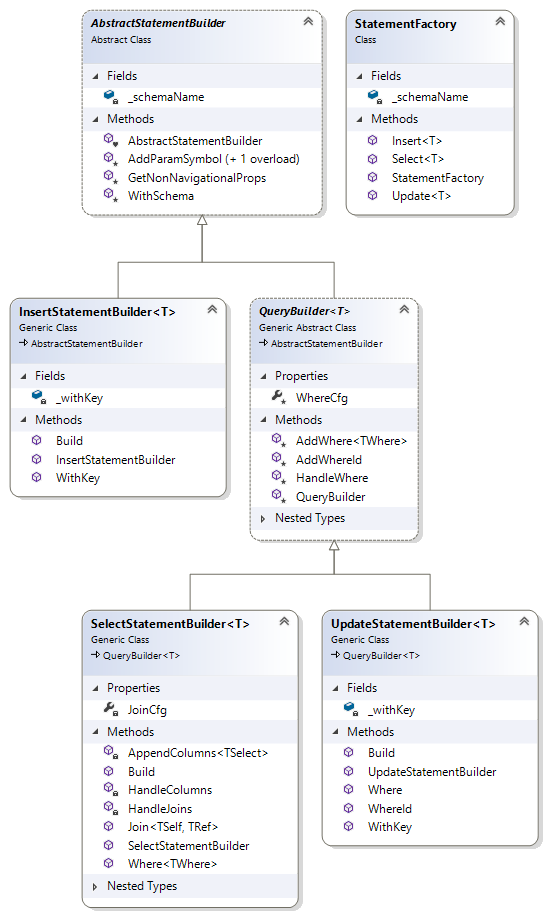 AbstractStatementBuilder
Abstract Class
Fields
_schemaName
Methods
AbstractStatementBuilder
AddParamSymbol (+ 1 overload)
GetNonNavigationalProps
WithSchema
StatementFactory
Class
Fields
_schemaName
Methods
Insert<T>
Select<T>
StatementFactory
Update<T>
InsertStatementBuilder<T>
Generic Class
AbstractStatementBuilder
Fields
_withKey
Methods
Build
InsertStatementBuilder
WithKey
QueryBuilder<T>
Generic Abstract Class
AbstractStatementBuilder
Properties
WhereCfg
Methods
AddWhere<TWhere>
AddWhereId
HandleWhere
QueryBuilder
Nested Types
SelectStatementBuilder<T>
Generic Class
QueryBuilder<T>
Properties
JoinCfg
Methods
AppendColumns<TSelect>
Build
HandleColumns
HandleJoins
Join<TSelf, TRef>
SelectStatementBuilder
Where<TWhere>
Nested Types
UpdateStatementBuilder<T>
Generic Class
QueryBuilder<T>
Fields
_withKey
Methods
Build
UpdateStatementBuilder
Where
WhereId
WithKey